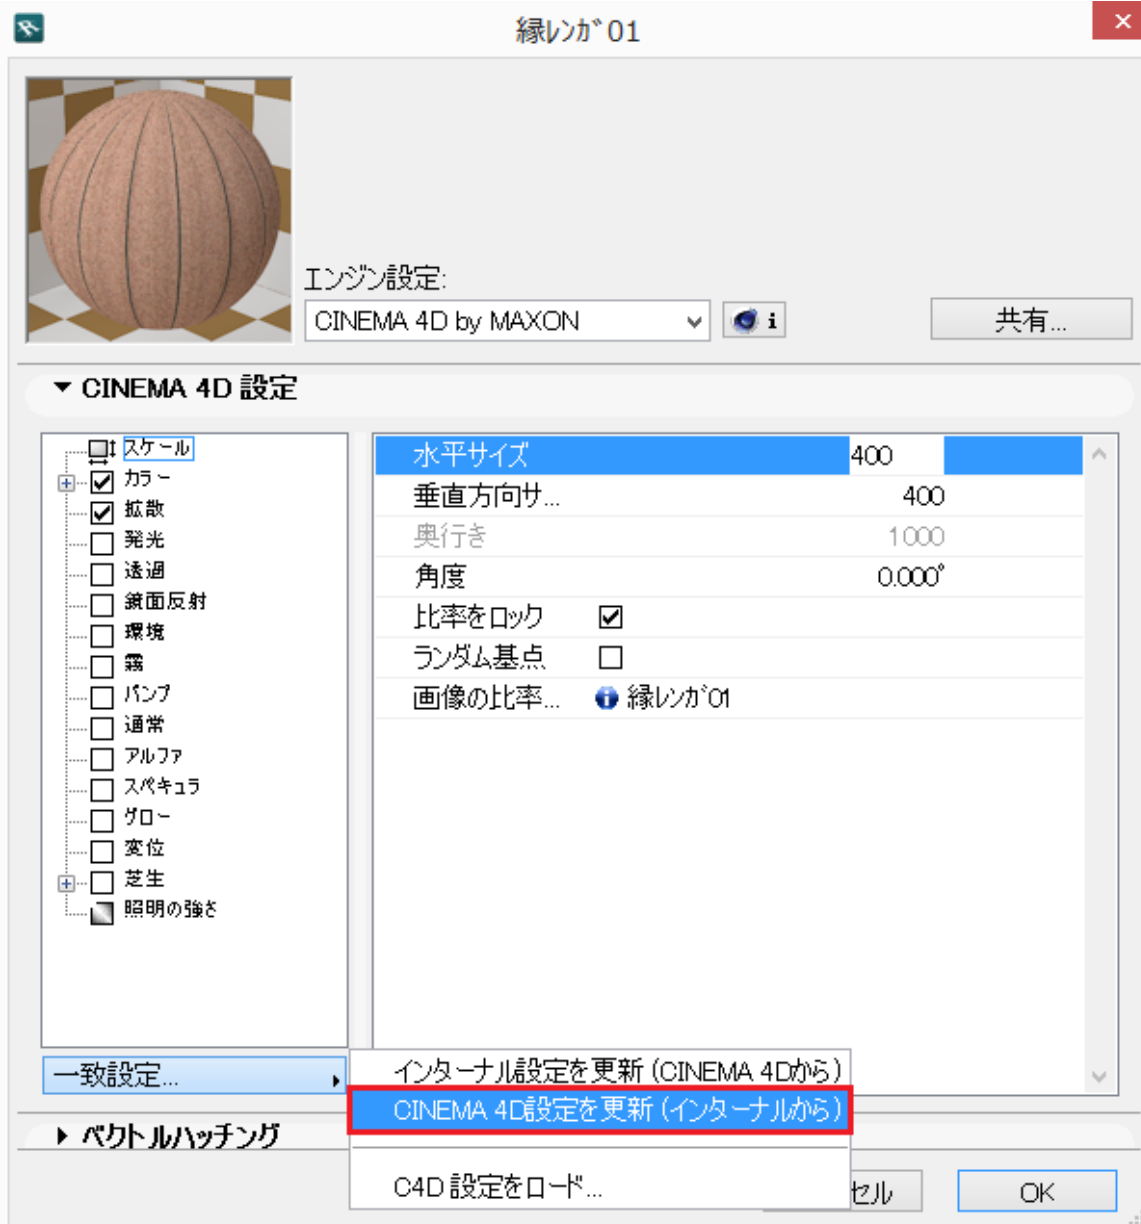 縁ﾚﾝｶﾞ01
エンジン設定:
CINEMA 4D by MAXON
i
共有...
CINEMA 4D 設定
スケール
カラー
拡散
発光
透過
鏡面反射
環境
霧
バンプ
通常
アルファ
スペキュラ
グロー
変位
芝生
照明の強さ
水平サイズ 400
垂直方向サ... 400
奥行き 1000
角度 0.000°
比率をロック
ランダム基点
画像の比率... 縁ﾚﾝｶﾞ01
一致設定...
インターナル設定を更新 (CINEMA 4Dから)
CINEMA 4D設定を更新 (インターナルから)
C4D 設定をロード...
ベクトルハッチング
セル
OK